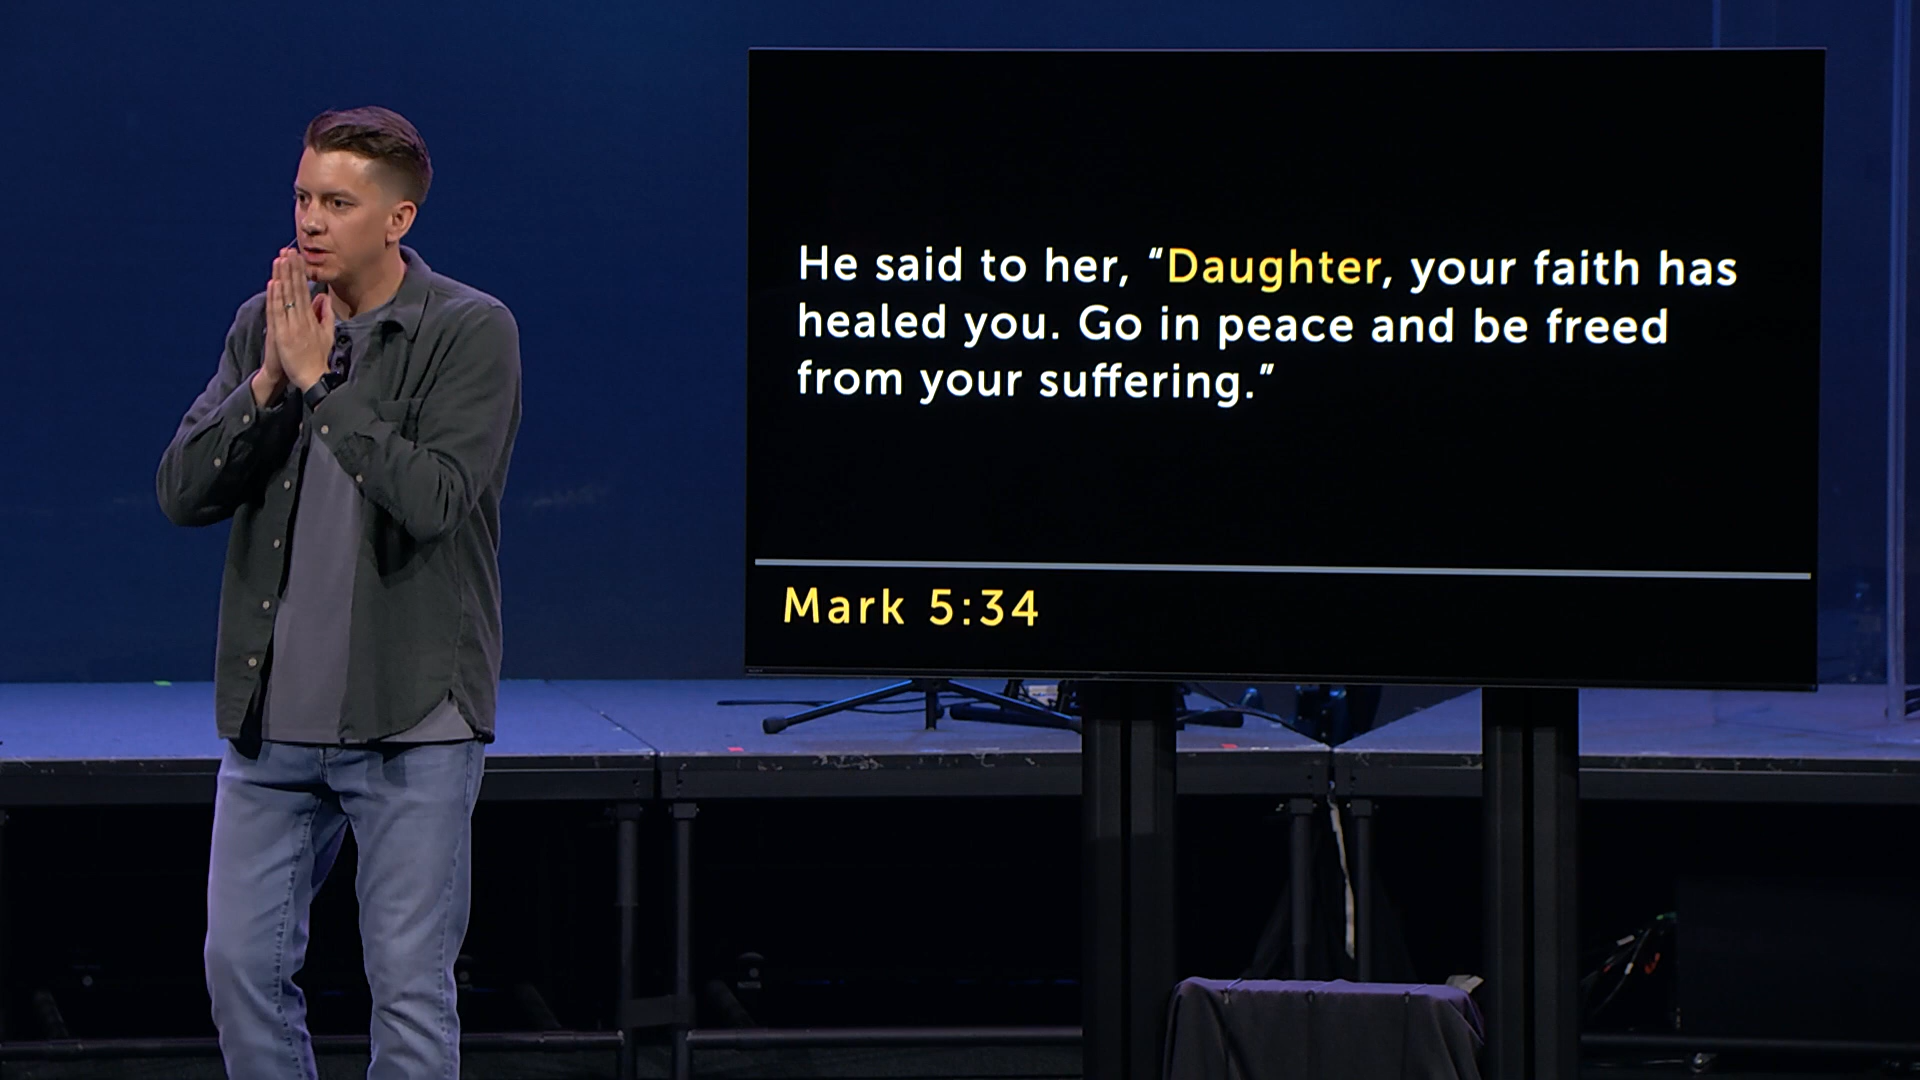 He said to her, “Daughter, your faith has
healed you. Go in peace and be freed
from your suffering.”
Mark 5:34